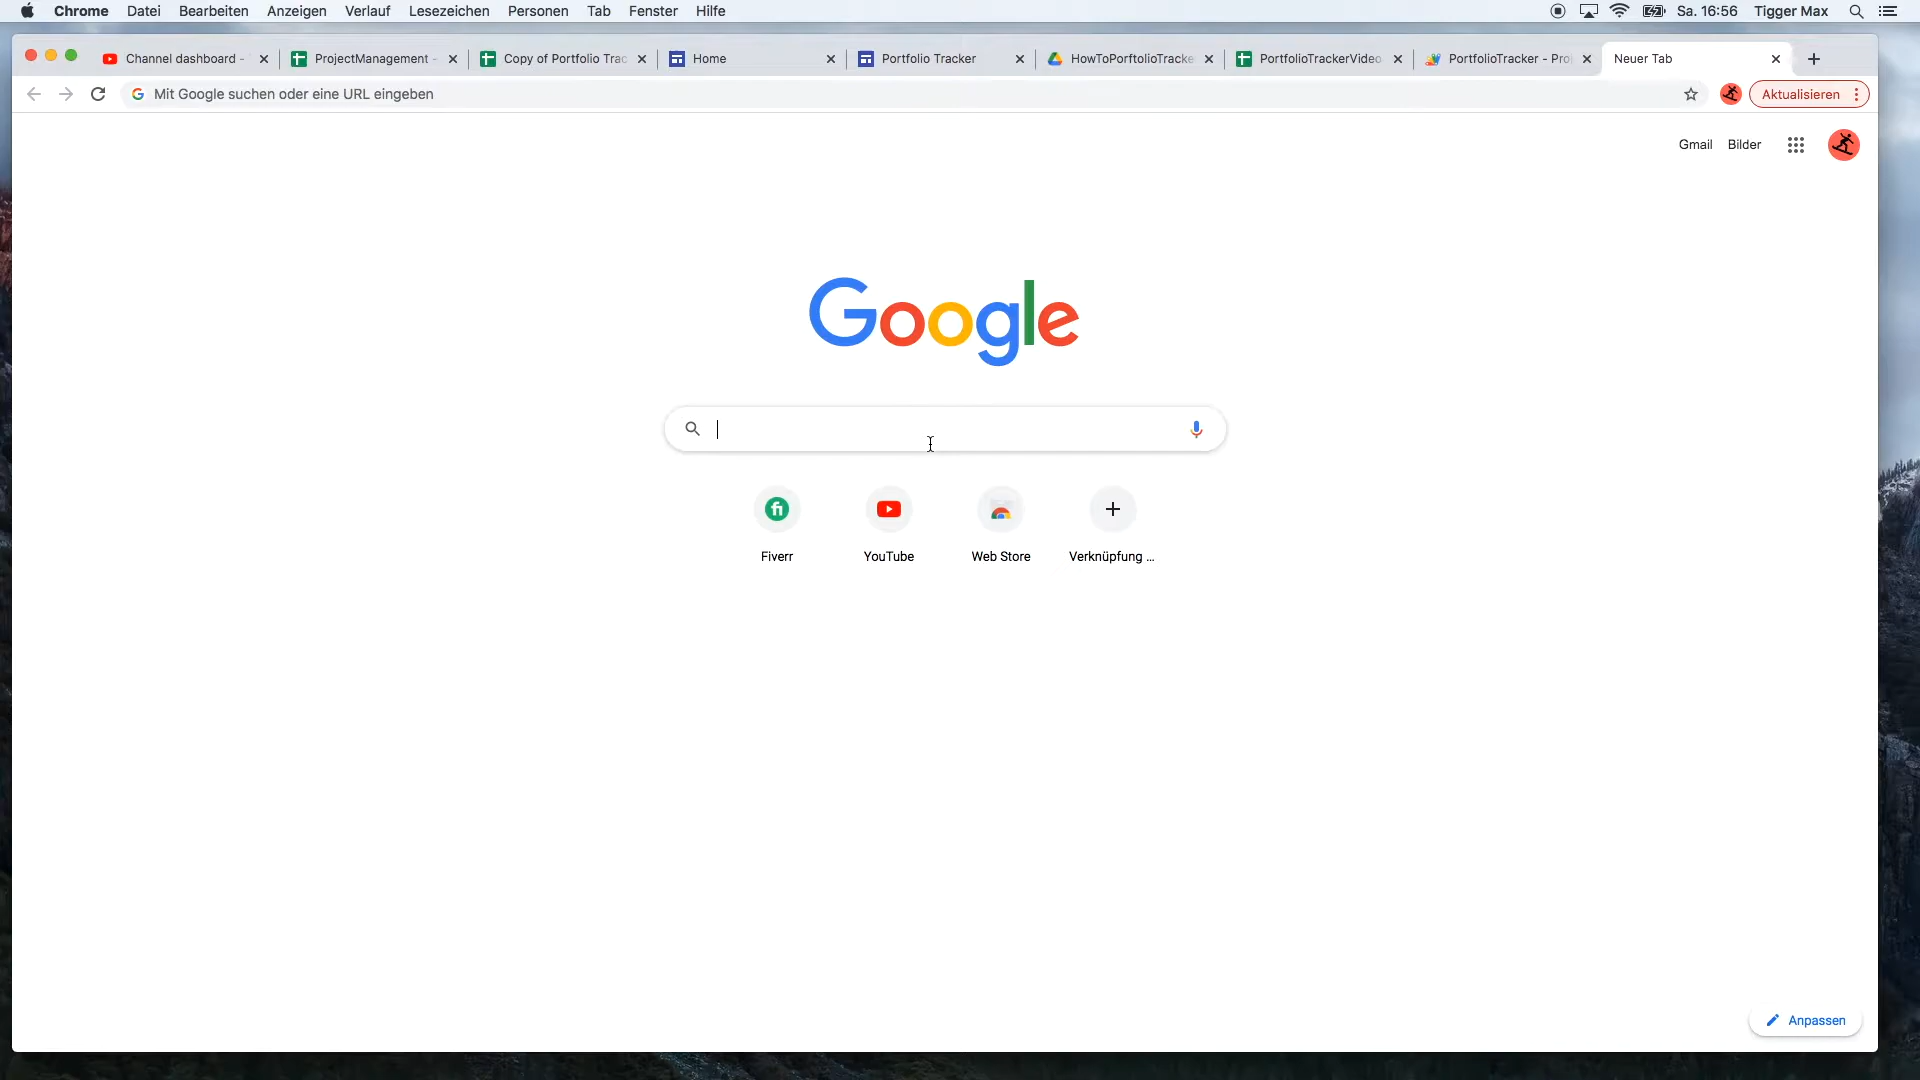 Chrome Datei Bearbeiten Anzeigen Verlauf Lesezeichen Personen Tab Fenster Hilfe Sa. 16:56 Tigger Max
Channel dashboard - ProjectManagement - Copy of Portfolio Trac Home Portfolio Tracker HowToPorftolioTracke PortfolioTrackerVideo PortfolioTracker - Pro Neuer Tab
Mit Google suchen oder eine URL eingeben Aktualisieren
Gmail Bilder
Google
Fiverr YouTube Web Store Verknüpfung ...
Anpassen